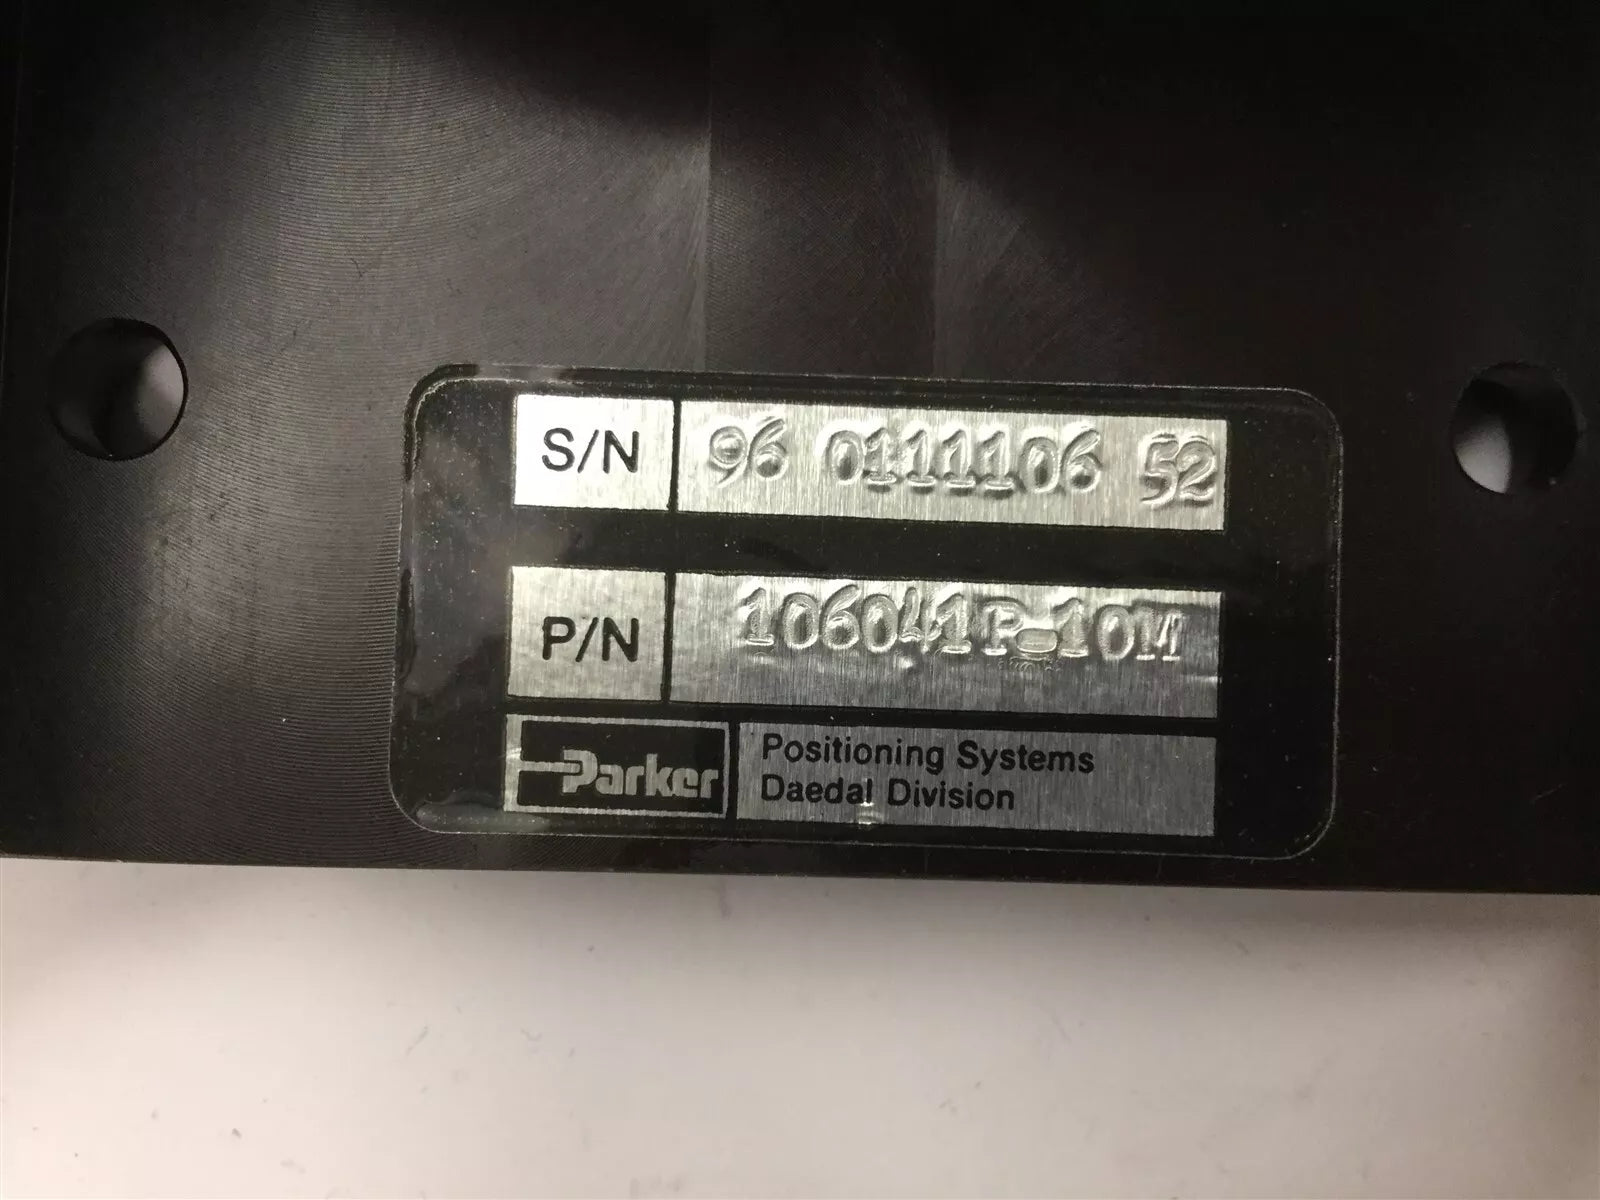 S/N 96 0111106 52
P/N 106041P-10M
Parker Positioning Systems
Daedal Division